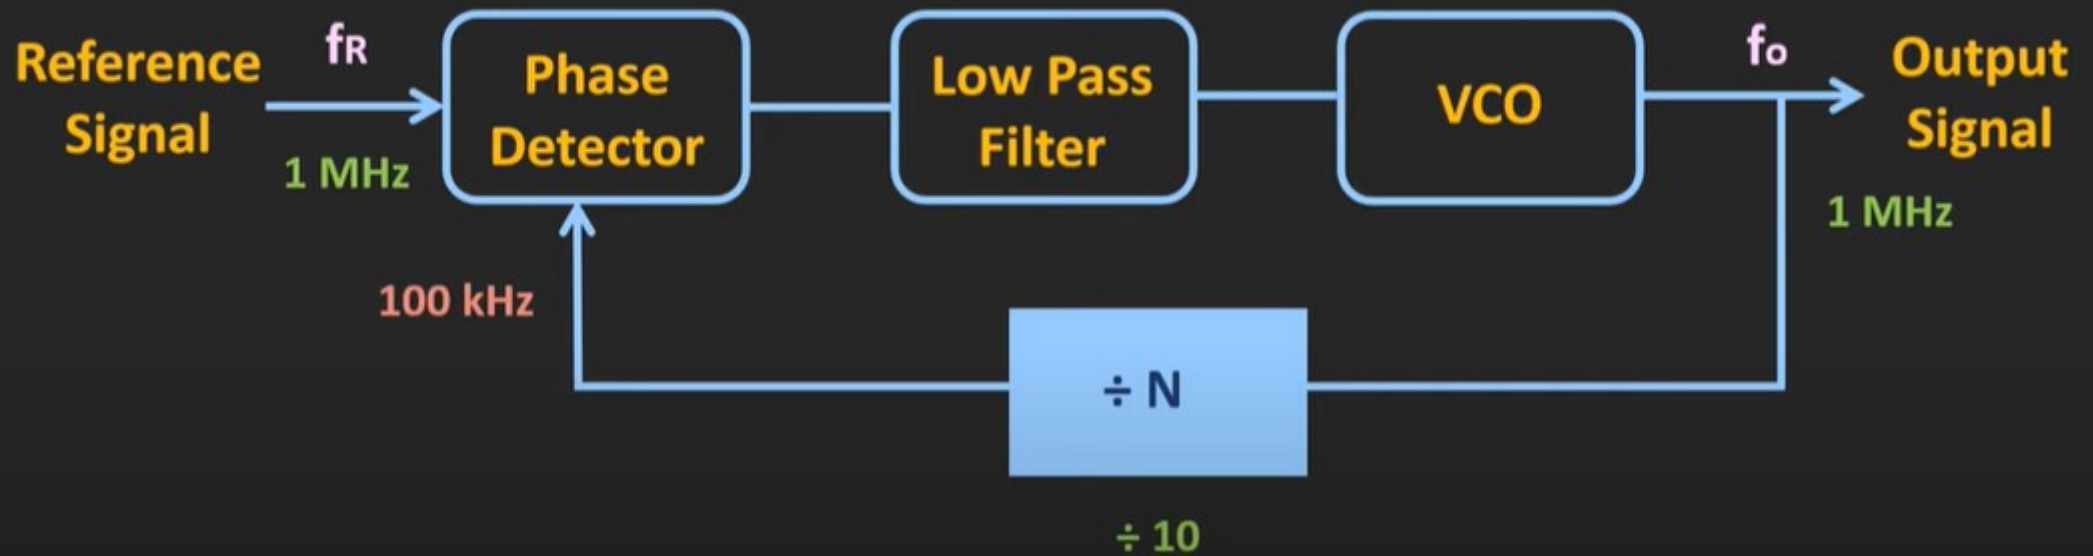 Reference
Signal
fR
1 MHz
Phase
Detector
Low Pass
Filter
VCO
fo
Output
Signal
1 MHz
100 kHz
÷ N
÷ 10